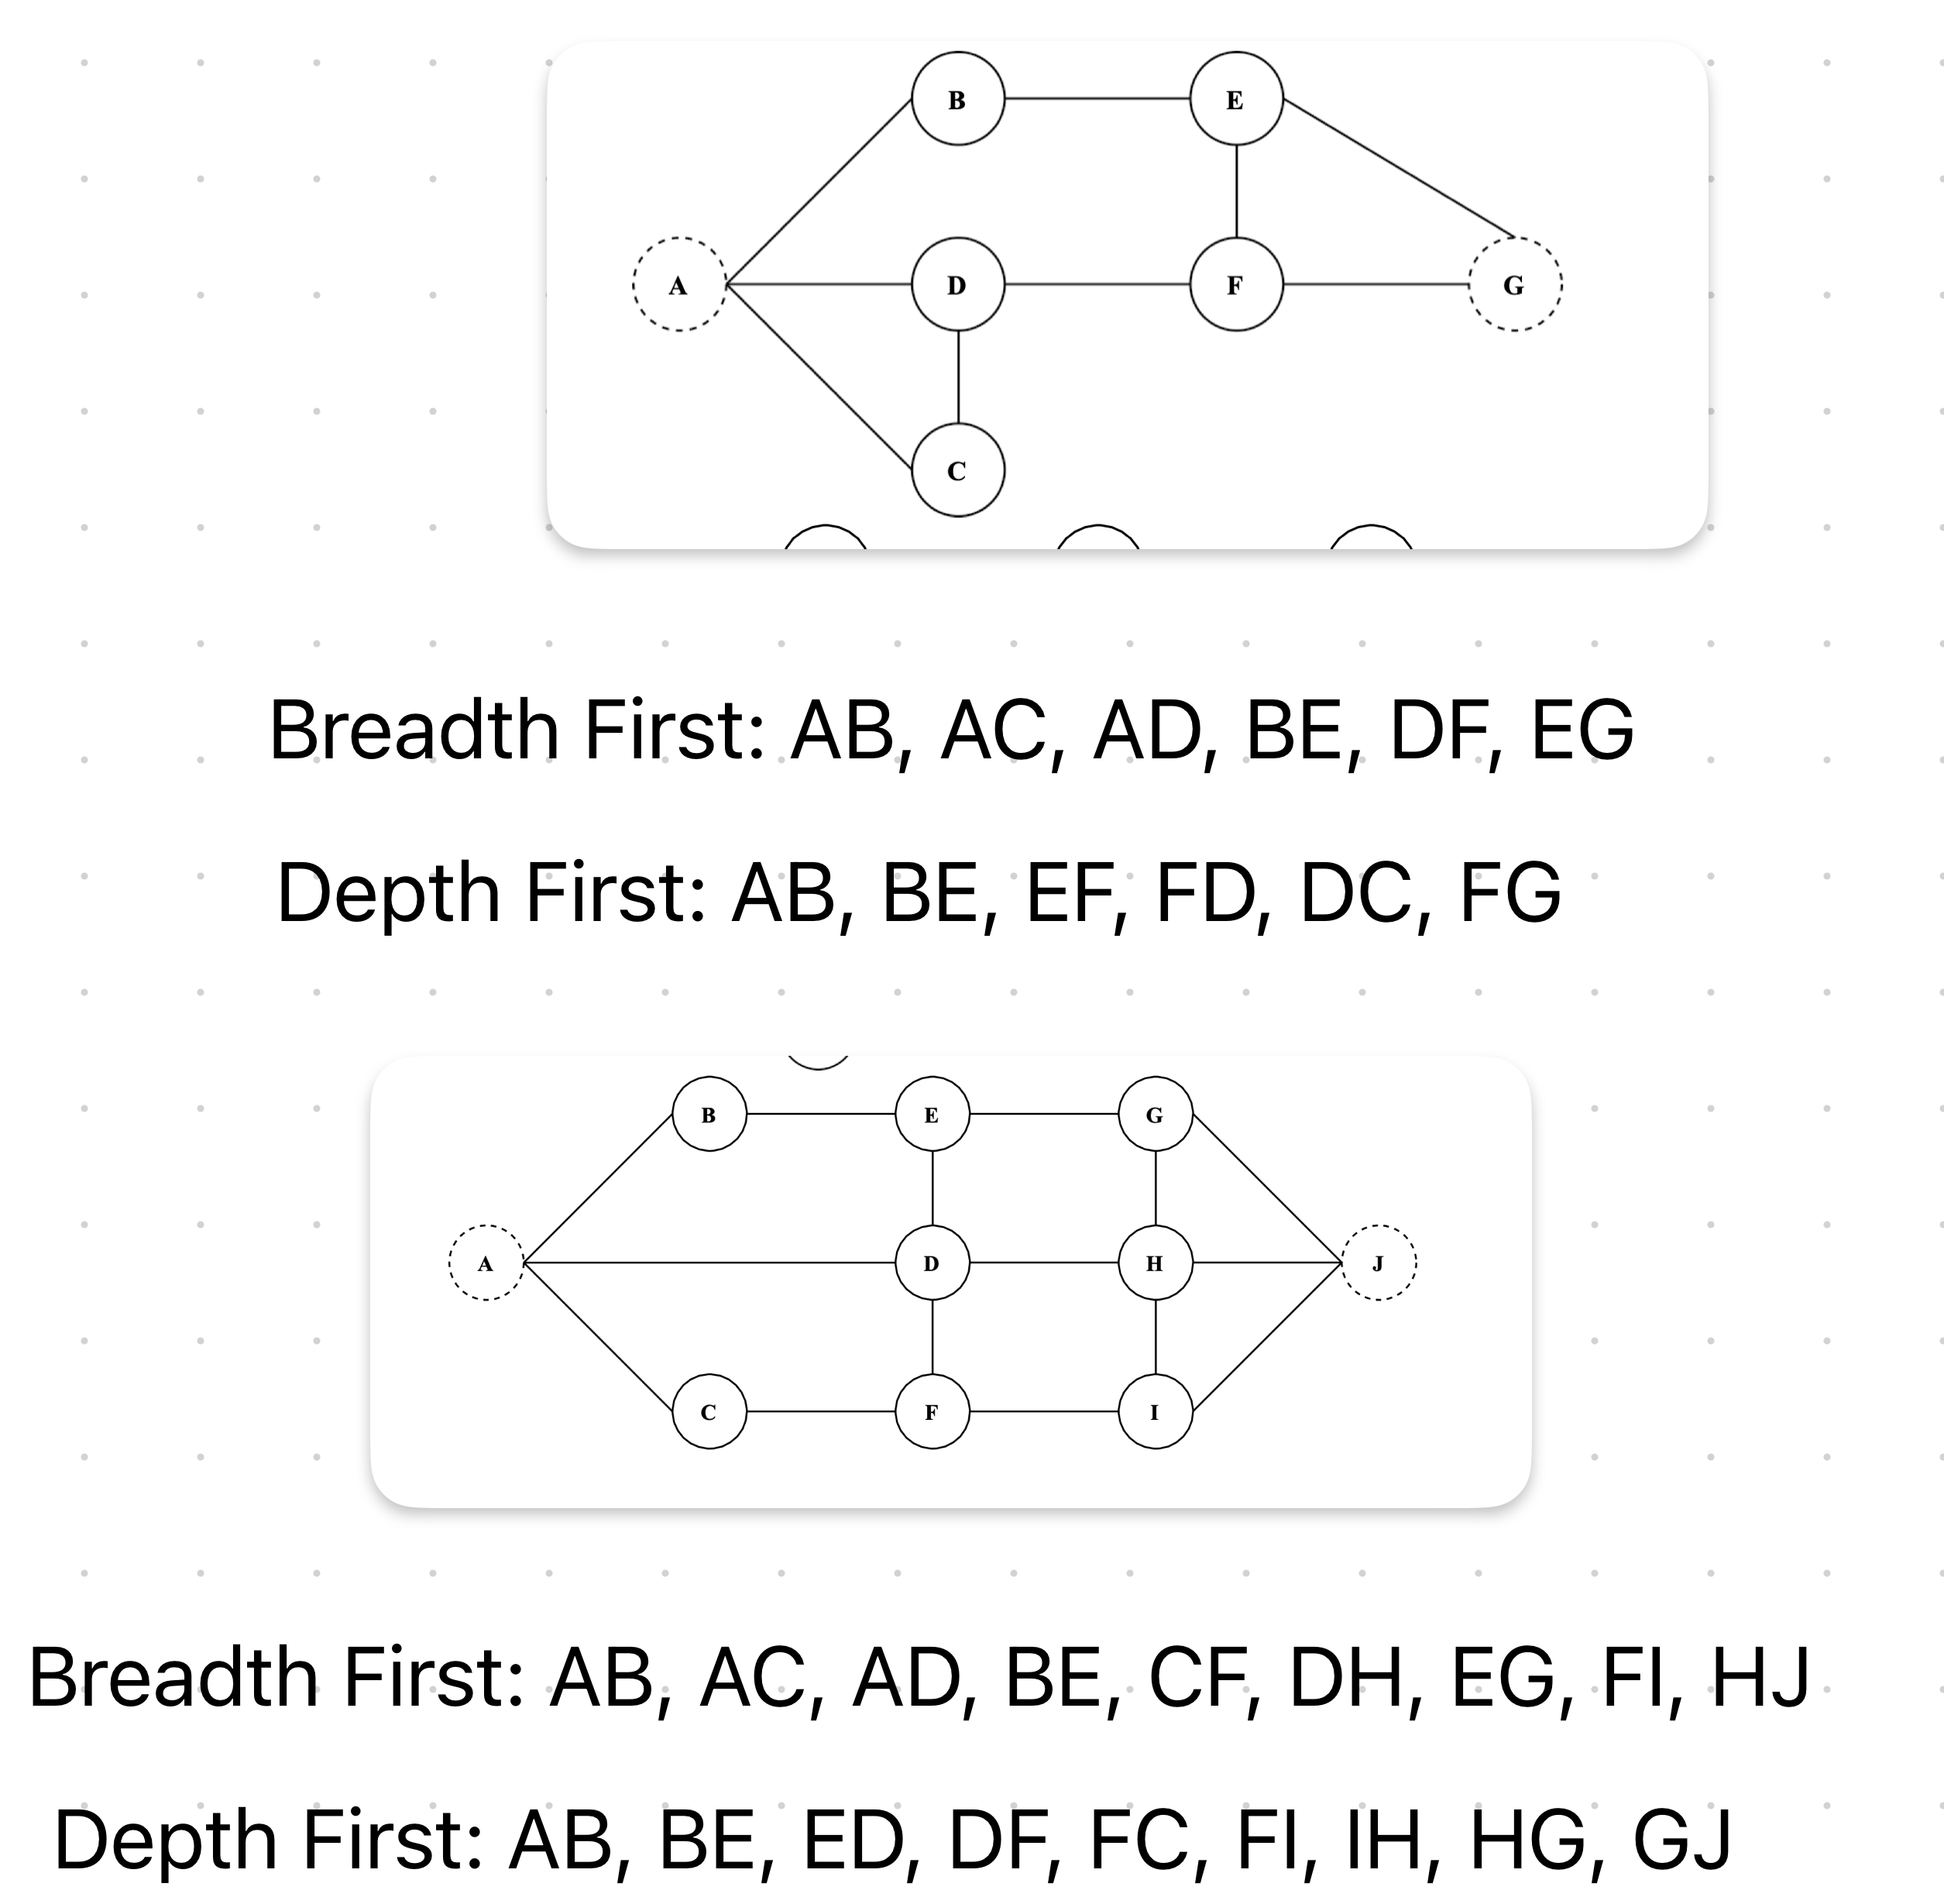 B E
A D F G
C
Breadth First: AB, AC, AD, BE, DF, EG
Depth First: AB, BE, EF, FD, DC, FG
B E G
A D H J
C F I
Breadth First: AB, AC, AD, BE, CF, DH, EG, FI, HJ
Depth First: AB, BE, ED, DF, FC, FI, IH, HG, GJ